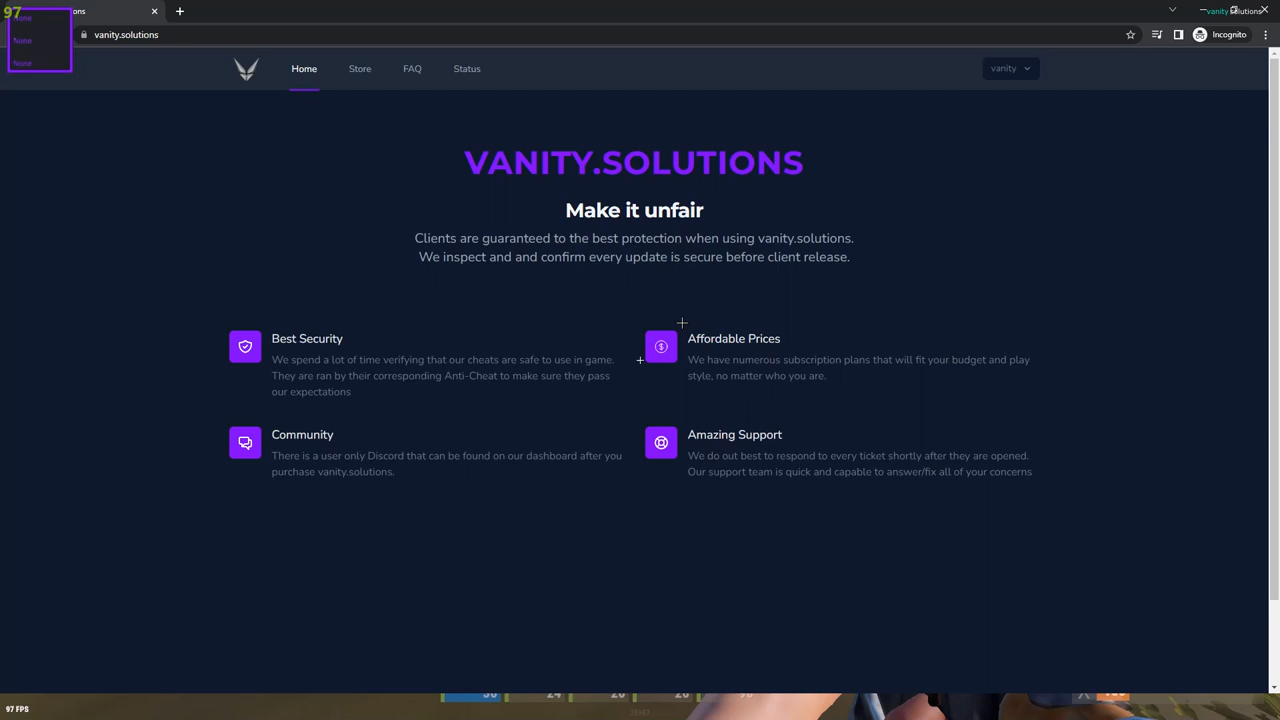 97
None
None
None
ons
vanity.solutions
vanity.solutions
Incognito
Home
Store
FAQ
Status
vanity
VANITY.SOLUTIONS
Make it unfair
Clients are guaranteed to the best protection when using vanity.solutions.
We inspect and and confirm every update is secure before client release.
Best Security
We spend a lot of time verifying that our cheats are safe to use in game.
They are ran by their corresponding Anti-Cheat to make sure they pass
our expectations
Affordable Prices
We have numerous subscription plans that will fit your budget and play
style, no matter who you are.
Community
There is a user only Discord that can be found on our dashboard after you
purchase vanity.solutions.
Amazing Support
We do out best to respond to every ticket shortly after they are opened.
Our support team is quick and capable to answer/fix all of your concerns
97 FPS